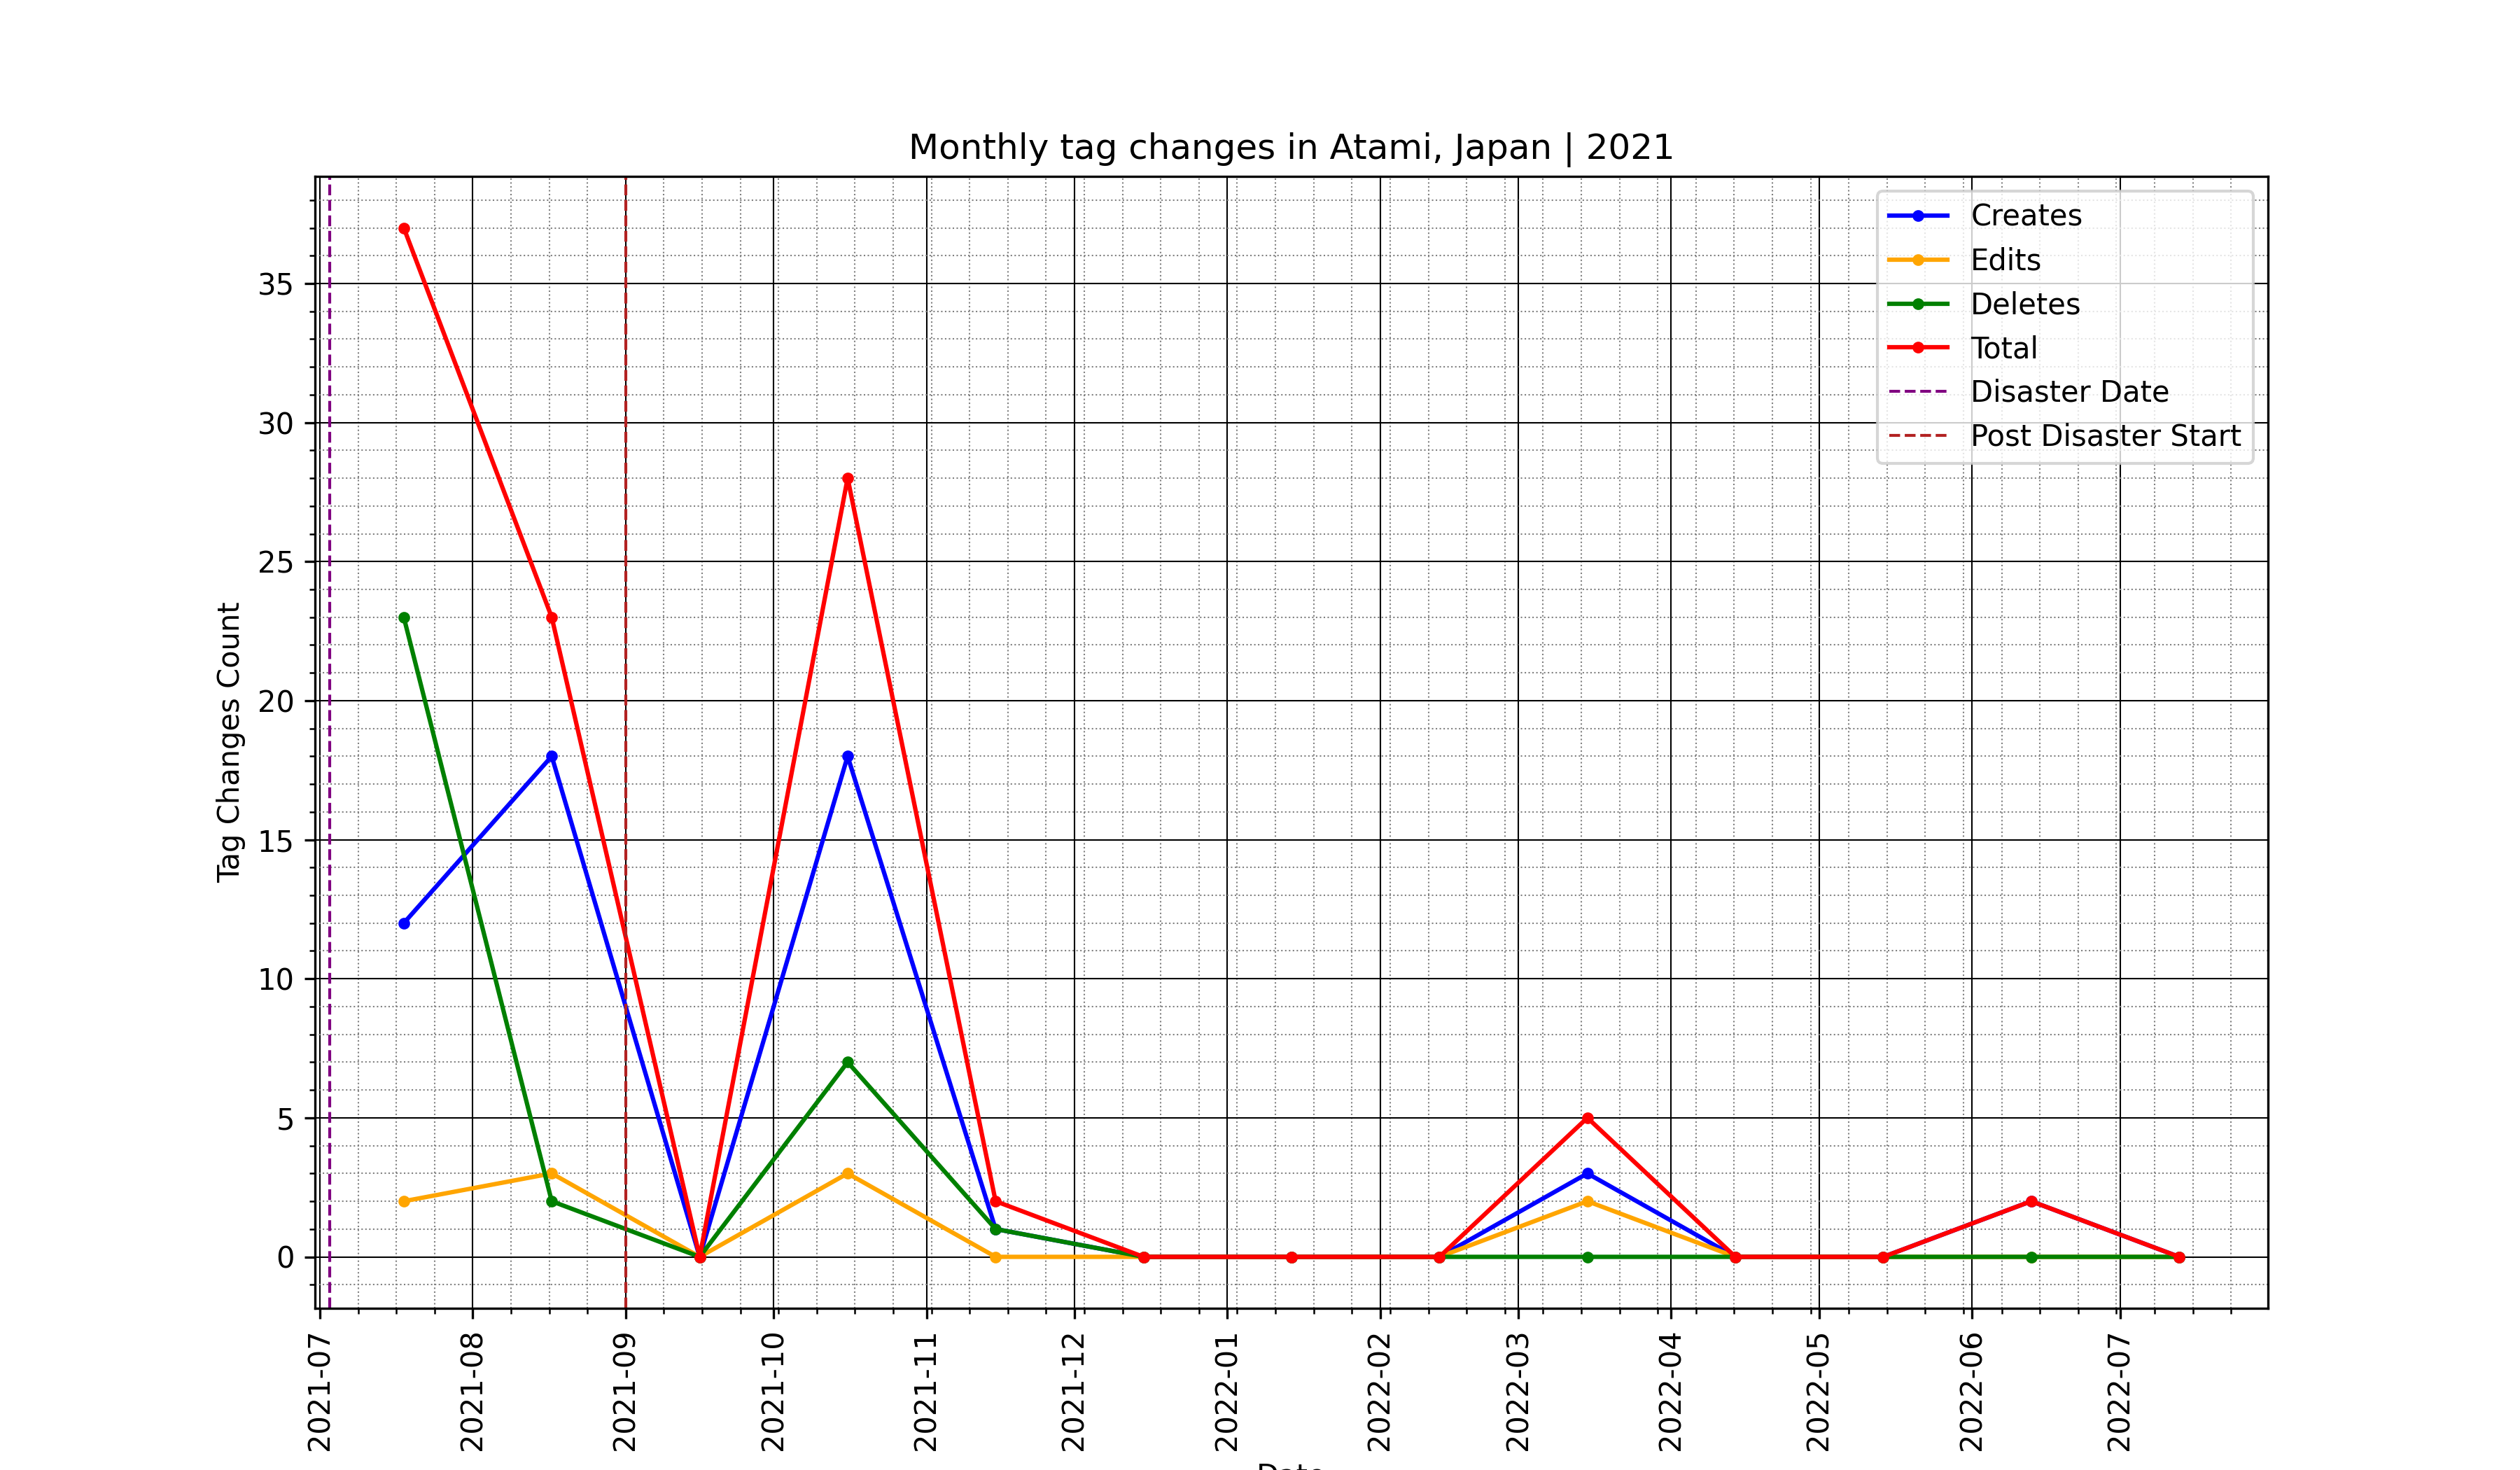 Monthly tag changes in Atami, Japan | 2021
Creates
Edits
Deletes
Total
Disaster Date
Post Disaster Start
Tag Changes Count
35
30
25
20
15
10
5
0
2021-07
2021-08
2021-09
2021-10
2021-11
2021-12
2022-01
2022-02
2022-03
2022-04
2022-05
2022-06
2022-07
Date